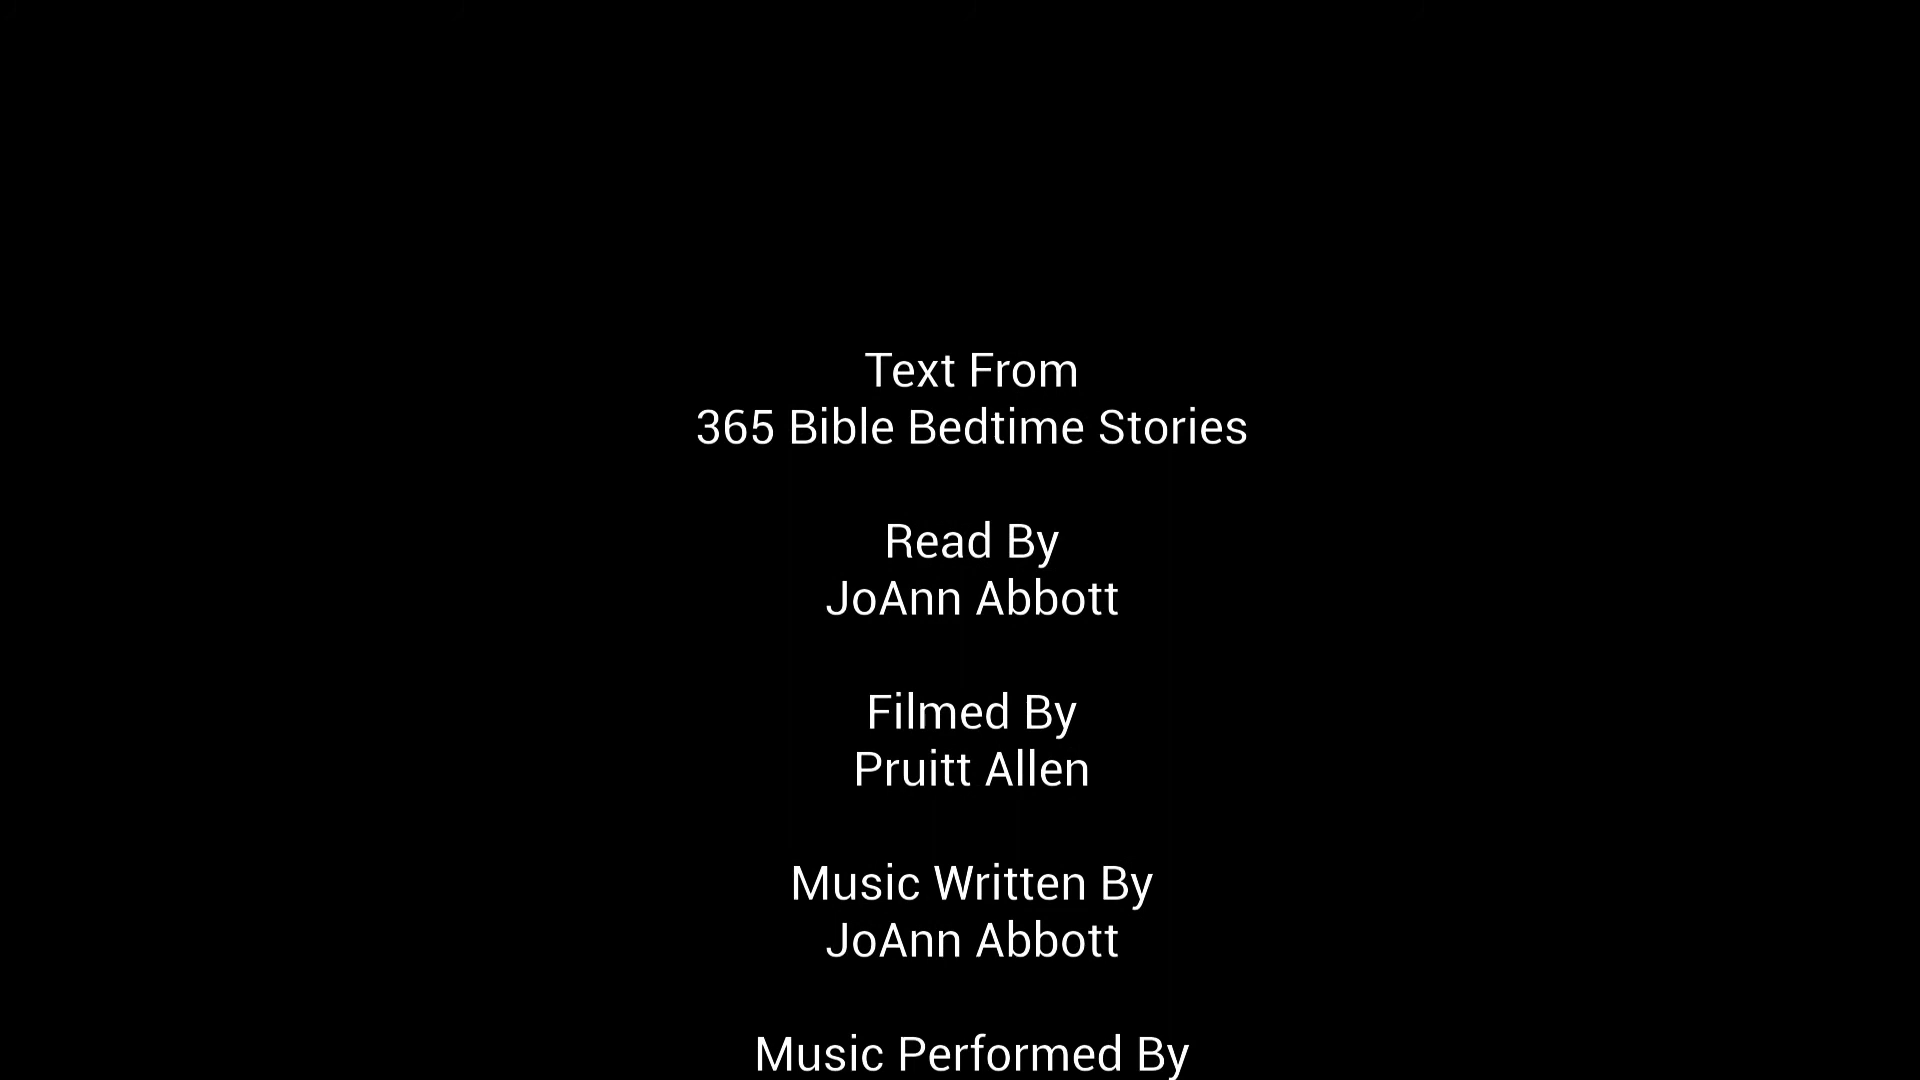 Text From
365 Bible Bedtime Stories
Read By
JoAnn Abbott
Filmed By
Pruitt Allen
Music Written By
JoAnn Abbott
Music Performed By